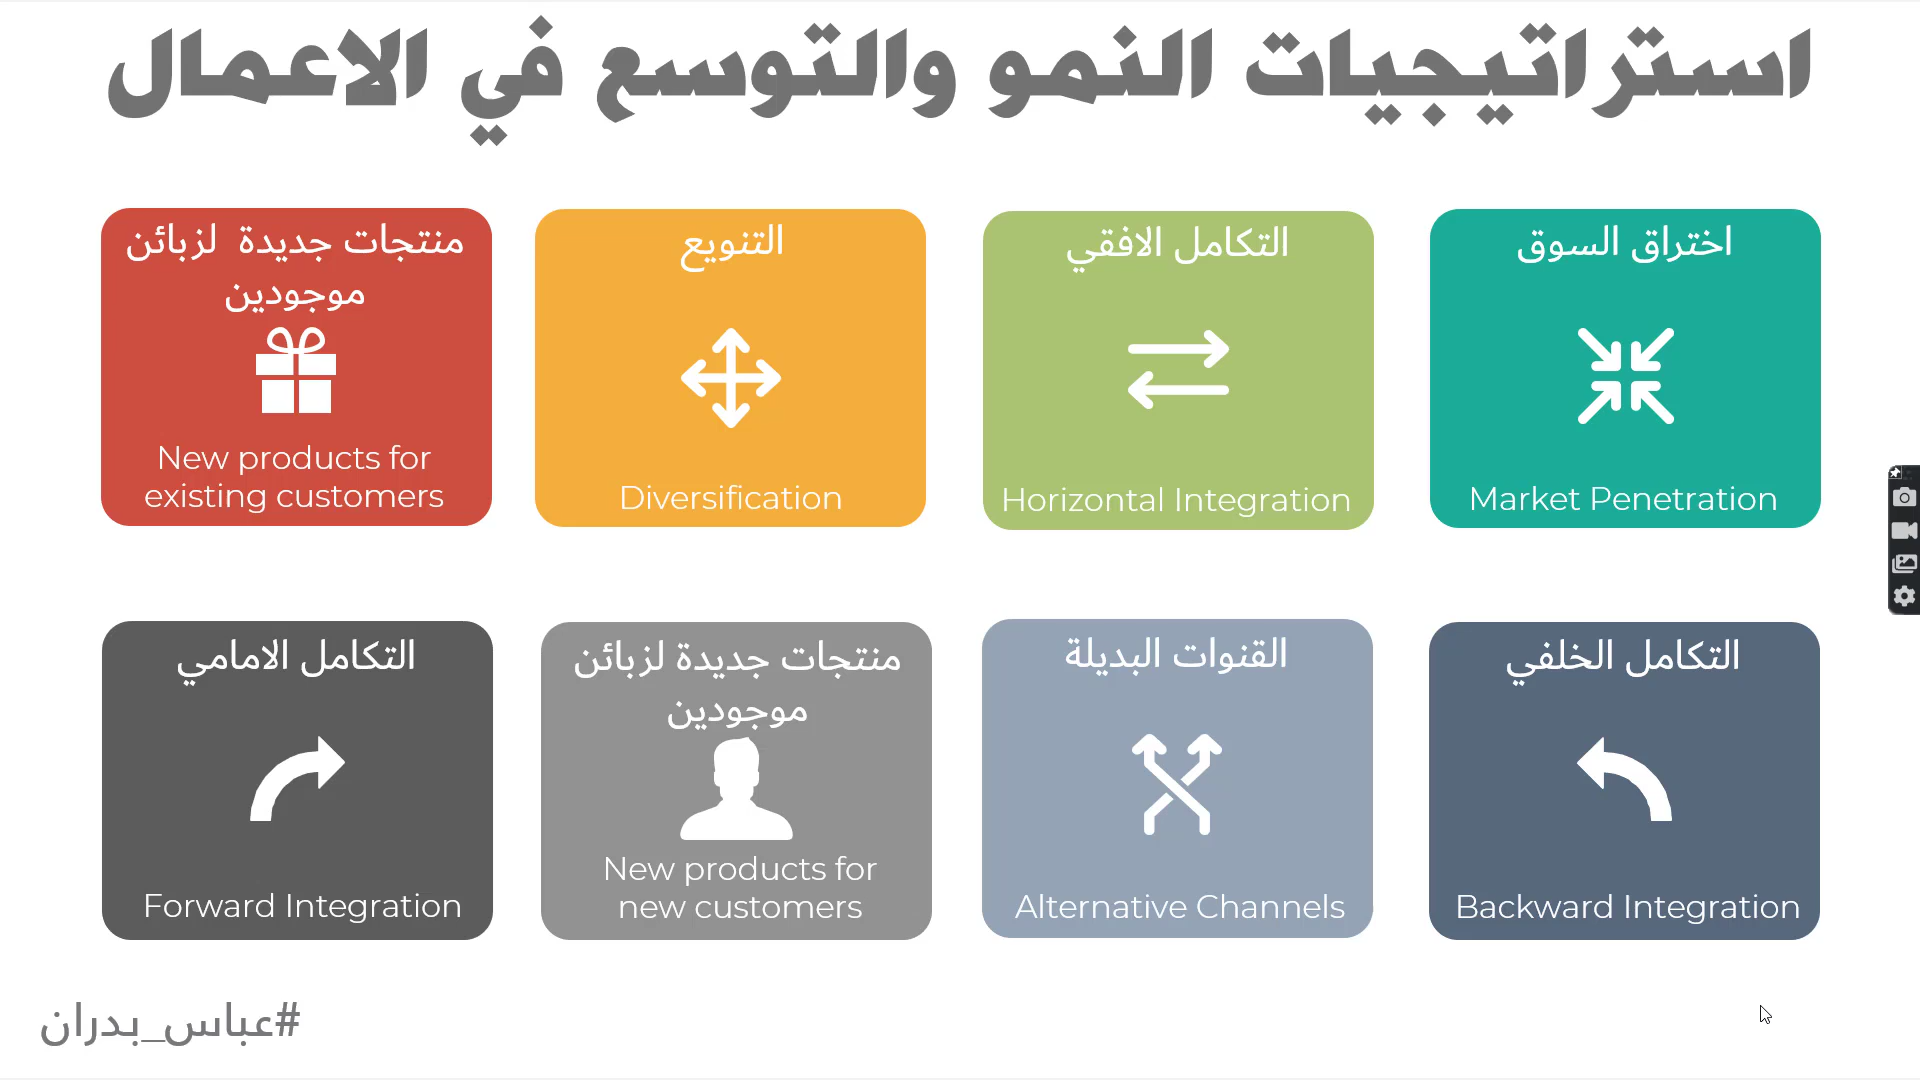 استراتيجيات النمو والتوسع في الاعمال
اختراق السوق
Market Penetration
التكامل الافقي
Horizontal Integration
التنويع
Diversification
منتجات جديدة لزبائن
موجودين
New products for
existing customers
التكامل الخلفي
Backward Integration
القنوات البديلة
Alternative Channels
منتجات جديدة لزبائن
موجودين
New products for
new customers
التكامل الامامي
Forward Integration
#عباس_بدران